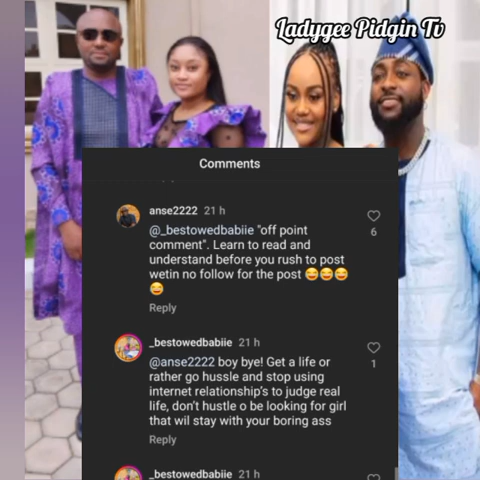 Ladygee Pidgin Tv
Comments
anse2222 21 h
@_bestowedbabiie "off point
comment". Learn to read and
understand before you rush to post
wetin no follow for the post 😂😂😂
😂
6
Reply
_bestowedbabiie 21 h
@anse2222 boy bye! Get a life or
rather go hussle and stop using
internet relationship's to judge real
life, don't hustle o be looking for girl
that wil stay with your boring ass
1
Reply
_bestowedbabiie 21 h